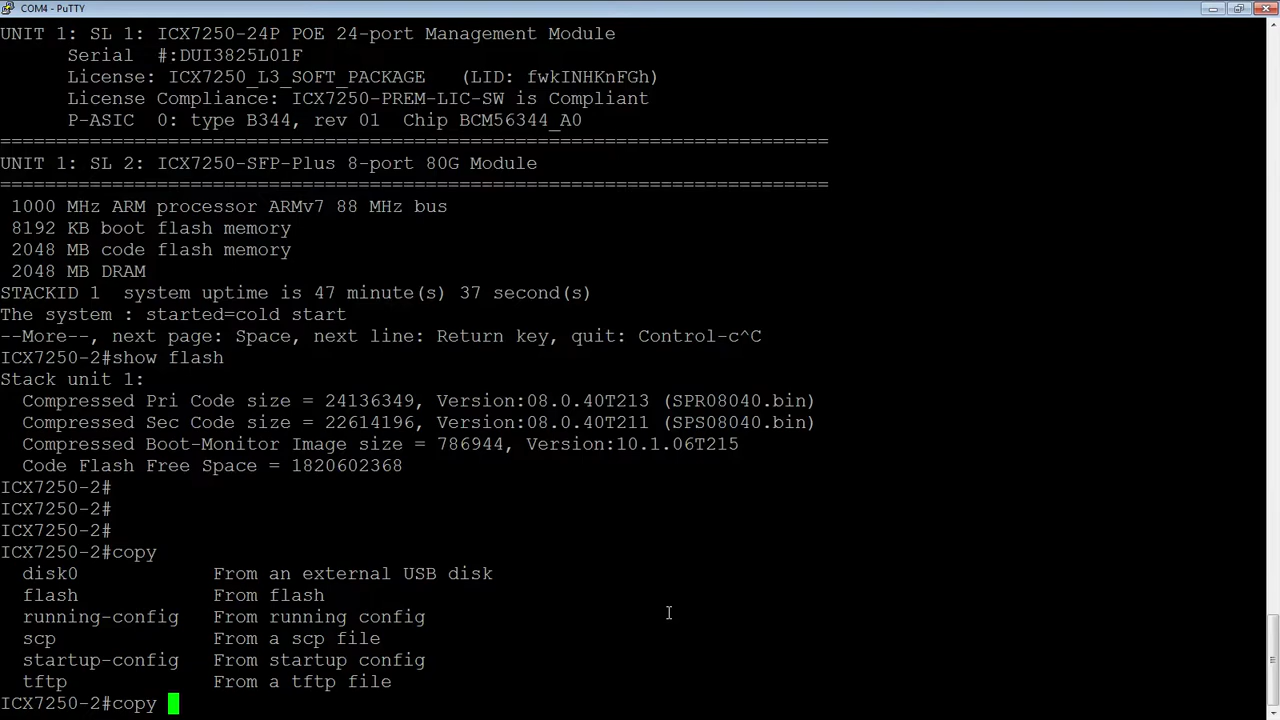 COM4 - PuTTY
UNIT 1: SL 1: ICX7250-24P POE 24-port Management Module
      Serial  #:DUI3825L01F
      License: ICX7250_L3_SOFT_PACKAGE   (LID: fwkINHKnFGh)
      License Compliance: ICX7250-PREM-LIC-SW is Compliant
      P-ASIC  0: type B344, rev 01  Chip BCM56344_A0
==========================================================================
UNIT 1: SL 2: ICX7250-SFP-Plus 8-port 80G Module
==========================================================================
 1000 MHz ARM processor ARMv7 88 MHz bus
 8192 KB boot flash memory
 2048 MB code flash memory
 2048 MB DRAM
STACKID 1  system uptime is 47 minute(s) 37 second(s)
The system : started=cold start
--More--, next page: Space, next line: Return key, quit: Control-c^C
ICX7250-2#show flash
Stack unit 1:
  Compressed Pri Code size = 24136349, Version:08.0.40T213 (SPR08040.bin)
  Compressed Sec Code size = 22614196, Version:08.0.40T211 (SPS08040.bin)
  Compressed Boot-Monitor Image size = 786944, Version:10.1.06T215
  Code Flash Free Space = 1820602368
ICX7250-2#
ICX7250-2#
ICX7250-2#
ICX7250-2#copy
  disk0            From an external USB disk
  flash            From flash
  running-config   From running config
  scp              From a scp file
  startup-config   From startup config
  tftp             From a tftp file
ICX7250-2#copy